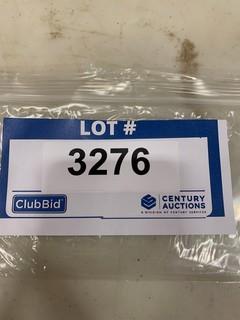 LOT #
3276
ClubBid
CENTURY
AUCTIONS
A DIVISION OF CENTURY SERVICES